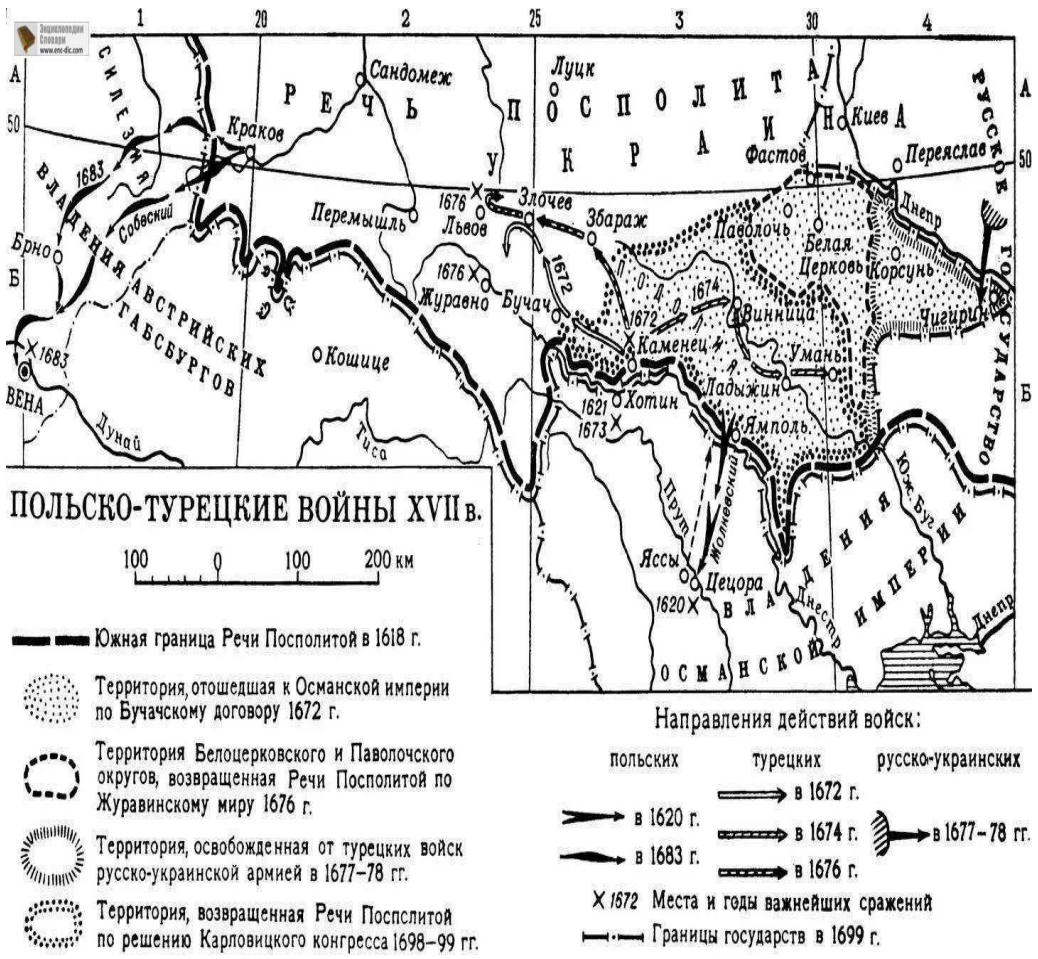 Энциклопедии
Словари
www.enc-dic.com
1
20
2
25
3
30
4
А
50
Б
А
50
Б
СИЛЕЗИЯ
РЕЧЬ ПОСПОЛИТА
УКРАИНА
РУССКОЕ ГОСУДАРСТВО
Сандомеж
Луцк
Киев
Краков
Фастов
Переяслав
1683
ВЛАДЕНИЯ
АВСТРИЙСКИХ
ГАБСБУРГОВ
Собеский
Перемышль
1676
Львов
Злочев
Збараж
Паволочь
Белая
Церковь
Корсунь
Днепр
Брно
1676
Журавно
Бучач
1672
1672
1674
ПОДОЛИЯ
Винница
Чигирин
Каменец
Умань
1683
ВЕНА
Кошице
Ладыжин
1621
Хотин
1673
Ямполь
Дунай
Тиса
Прут
Жолкевский
Юж. Буг
Яссы
Цецора
1620
ВЛАДЕНИЯ
ОСМАНСКОЙ ИМПЕРИИ
Днестр
Днепр
ПОЛЬСКО-ТУРЕЦКИЕ ВОЙНЫ XVII в.
100 0 100 200 км
Южная граница Речи Посполитой в 1618 г.
Территория, отошедшая к Османской империи
по Бучачскому договору 1672 г.
Территория Белоцерковского и Паволочского
округов, возвращенная Речи Посполитой по
Журавинскому миру 1676 г.
Территория, освобожденная от турецких войск
русско-украинской армией в 1677–78 гг.
Территория, возвращенная Речи Поспслитой
по решению Карловицкого конгресса 1698–99 гг.
Направления действий войск:
польских
турецких
русско-украинских
в 1620 г.
в 1683 г.
в 1672 г.
в 1674 г.
в 1676 г.
в 1677–78 гг.
1672 Места и годы важнейших сражений
Границы государств в 1699 г.